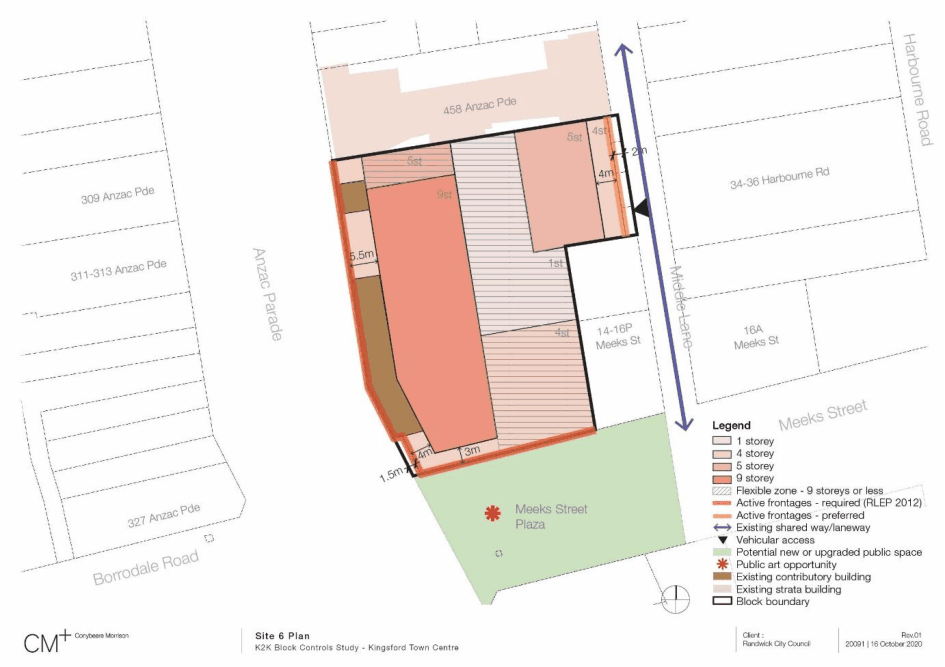 Harbourne Road
458 Anzac Pde
5st
4st
2m
5st
4m
9st
34-36 Harbourne Rd
309 Anzac Pde
5.5m
311-313 Anzac Pde
Anzac Parade
1st
Middle Lane
4st
14-16P
Meeks St
16A
Meeks St
Meeks Street
4m
3m
1.5m
327 Anzac Pde
Borrodale Road
Meeks Street
Plaza
Legend
1 storey
4 storey
5 storey
9 storey
Flexible zone - 9 storeys or less
Active frontages - required (RLEP 2012)
Active frontages - preferred
Existing shared way/laneway
Vehicular access
Potential new or upgraded public space
Public art opportunity
Existing contributory building
Existing strata building
Block boundary
CM+ Conybeare Morrison
Site 6 Plan
K2K Block Controls Study - Kingsford Town Centre
Client :
Randwick City Council
Rev.01
20091 | 16 October 2020